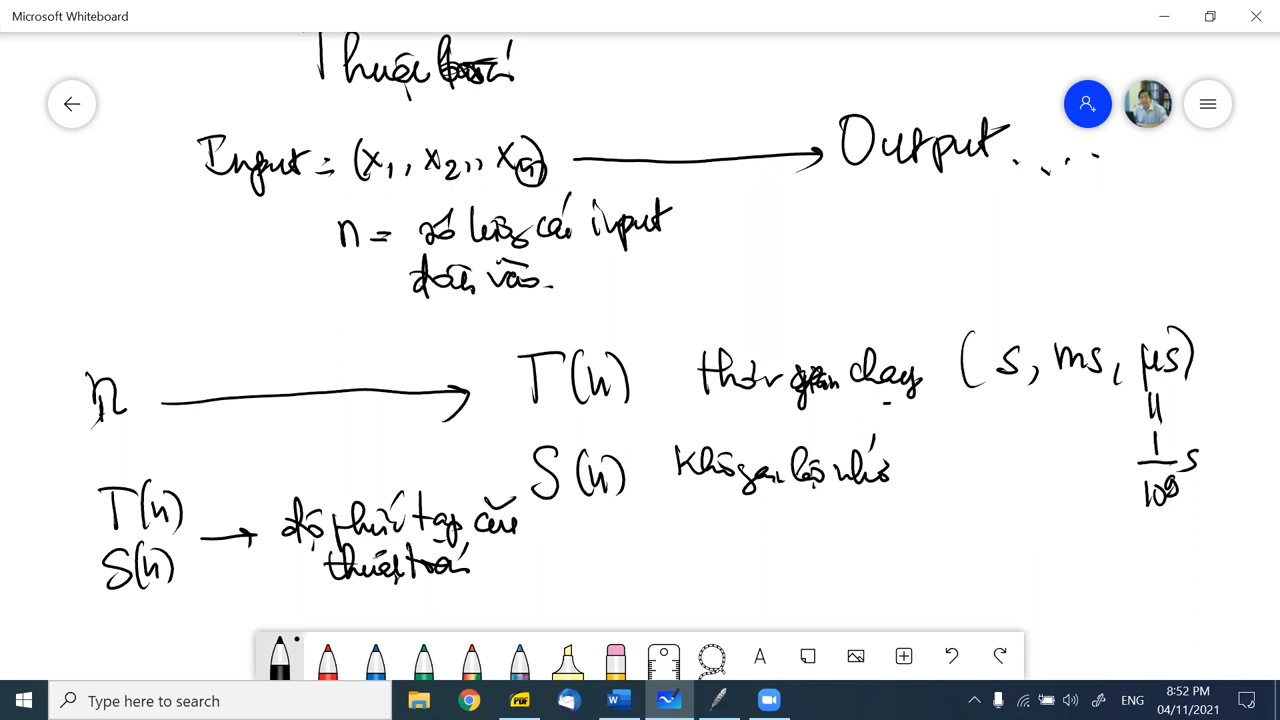 Microsoft Whiteboard
Thuật toán
Input = (x1, x2,, xn) → Output . . . .
n = số lượng các input
đầu vào.
n → T(n) thời gian chạy ( s, ms, µs)
=
S(n) Không gian bộ nhớ
1/10⁹ s
T(n)
S(n) → độ phức tạp của
thuật toán
Type here to search
ENG
8:52 PM
04/11/2021